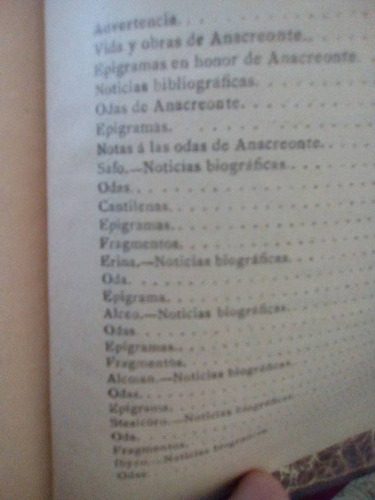 Advertencia. . . . . . . . .
Vida y obras de Anacreonte. . . .
Epigramas en honor de Anacreonte.
Noticias bibliográficas. . . . . .
Odas de Anacreonte. . . . . . .
Epigramas. . . . . . . . . .
Notas á las odas de Anacreonte. . .
Safo.—Noticias biográficas. . . . .
Odas. . . . . . . . . . . .
Cantilenas. . . . . . . . . .
Epigramas. . . . . . . . . .
Fragmentos. . . . . . . . . .
Erina.—Noticias biográficas. . . . .
Oda. . . . . . . . . . . .
Epigrama. . . . . . . . . .
Alceo.—Noticias biográficas. . . . .
Odas. . . . . . . . . . . .
Epigramas. . . . . . . . . .
Fragmentos. . . . . . . . . .
Alcman.—Noticias biográficas. . . .
Odas. . . . . . . . . . . .
Epigrama. . . . . . . . . .
Stesicoro.—Noticias biográficas. . .
Oda. . . . . . . . . . . .
Fragmentos. . . . . . . . . .
Ibyco.—Noticias biográficas
Odas